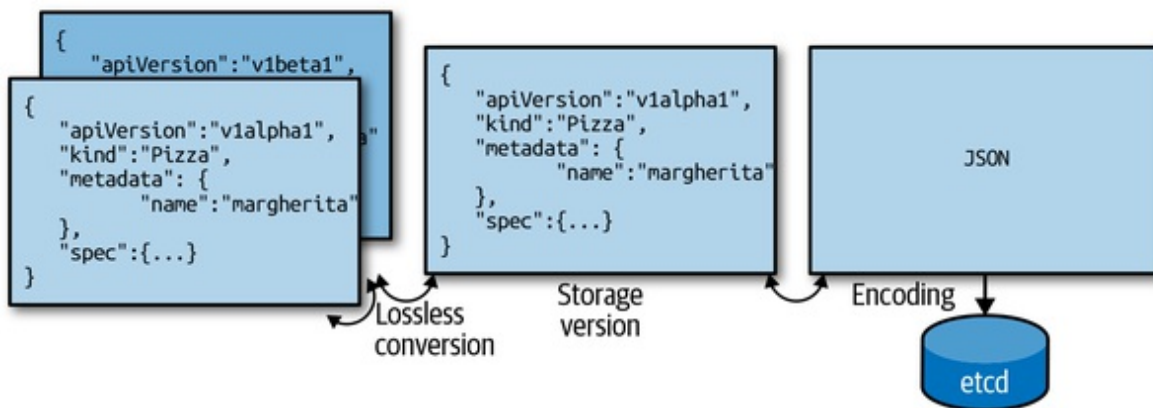 {
"apiVersion":"v1beta1",
{
"apiVersion":"v1alpha1",
"kind":"Pizza",
"metadata": {
"name":"margherita"
},
"spec":{...}
}
{
"apiVersion":"v1alpha1",
"kind":"Pizza",
"metadata": {
"name":"margherita"
},
"spec":{...}
}
JSON
Lossless
conversion
Storage
version
Encoding
etcd